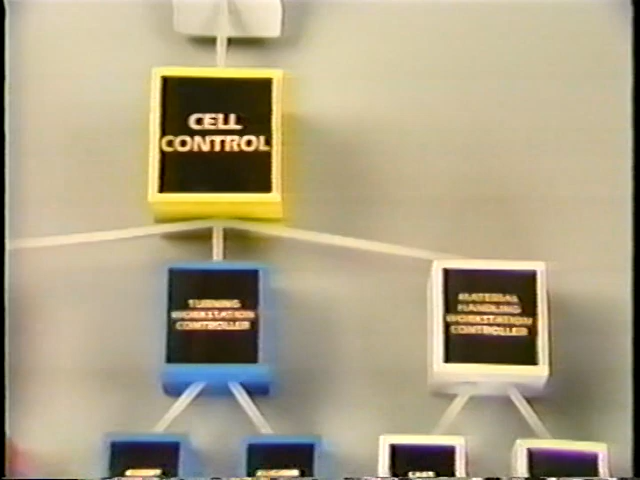 CELL
CONTROL
TURNING
WORKSTATION
CONTROLLER
MATERIAL
HANDLING
WORKSTATION
CONTROLLER